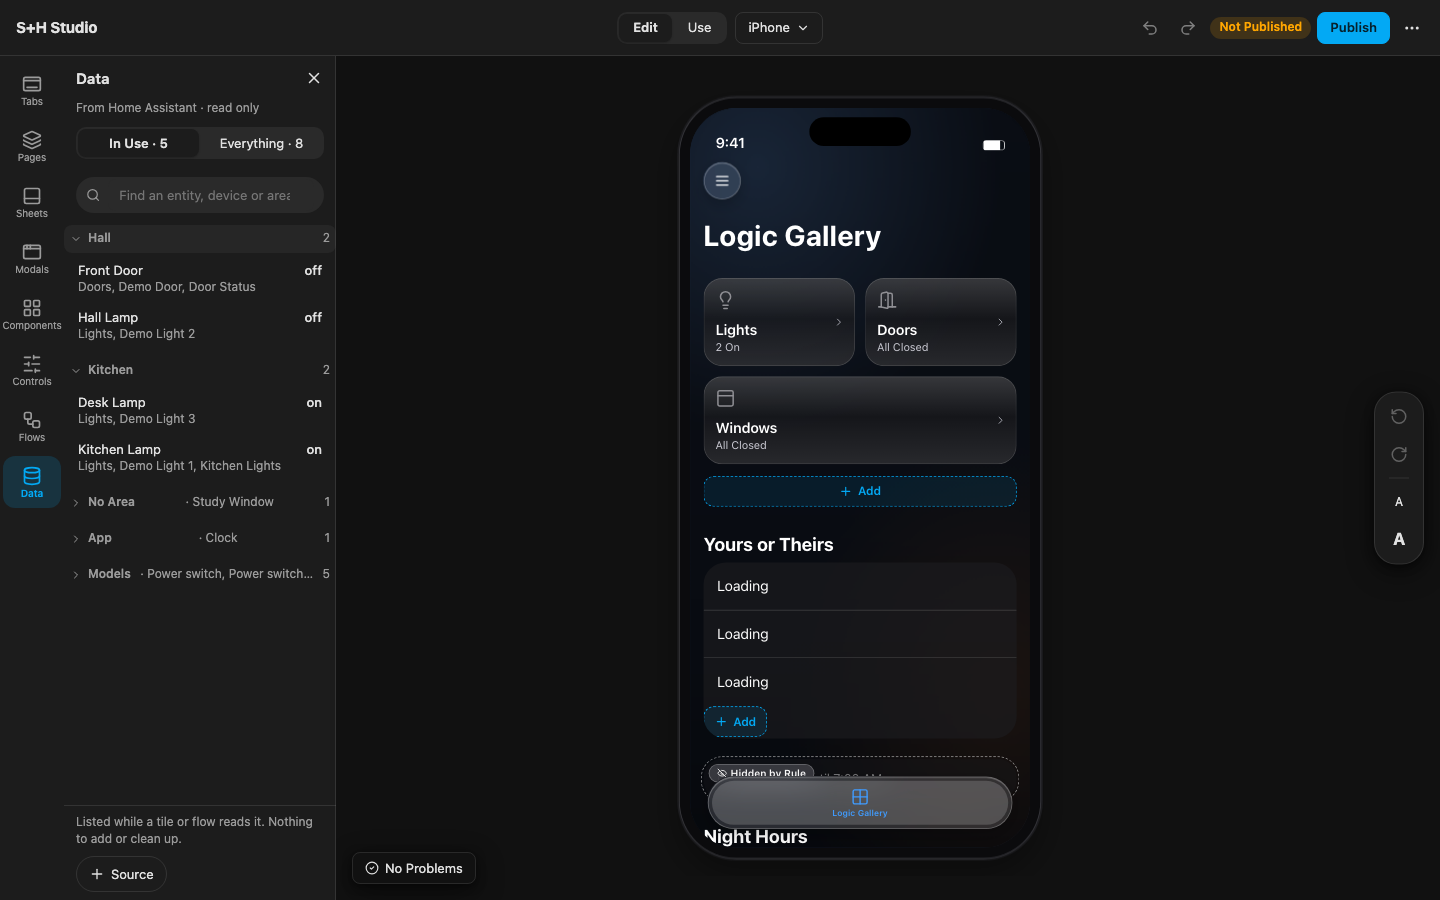 S+H Studio
Edit
Use
iPhone
Not Published
Publish
Tabs
Pages
Sheets
Modals
Components
Controls
Flows
Data
Data
From Home Assistant · read only
In Use · 5
Everything · 8
Find an entity, device or area
Hall
2
Front Door
off
Doors, Demo Door, Door Status
Hall Lamp
off
Lights, Demo Light 2
Kitchen
2
Desk Lamp
on
Lights, Demo Light 3
Kitchen Lamp
on
Lights, Demo Light 1, Kitchen Lights
No Area · Study Window
1
App · Clock
1
Models · Power switch, Power switch...
5
Listed while a tile or flow reads it. Nothing
to add or clean up.
+ Source
No Problems
9:41
Logic Gallery
Lights
2 On
Doors
All Closed
Windows
All Closed
+ Add
Yours or Theirs
Loading
Loading
Loading
+ Add
Hidden by Rule
Logic Gallery
Night Hours
A
A